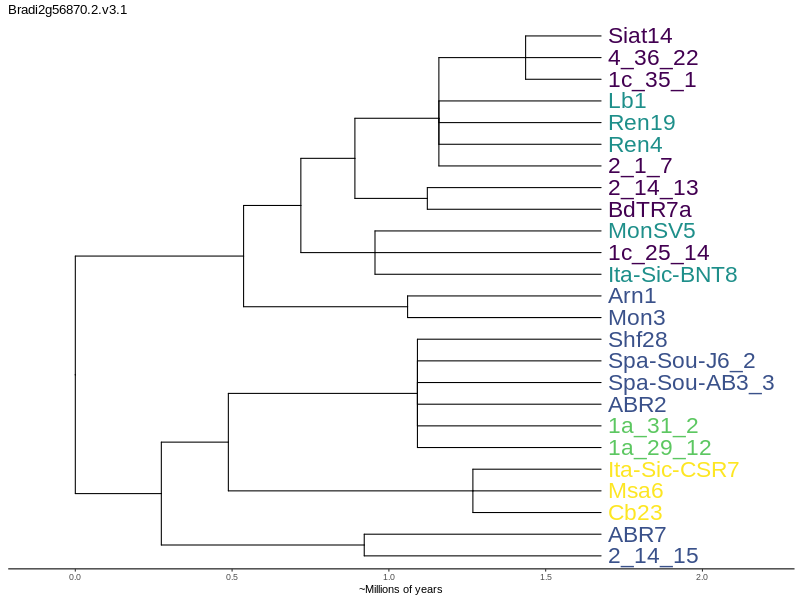 Bradi2g56870.2.v3.1
Siat14
4_36_22
1c_35_1
Lb1
Ren19
Ren4
2_1_7
2_14_13
BdTR7a
MonSV5
1c_25_14
Ita-Sic-BNT8
Arn1
Mon3
Shf28
Spa-Sou-J6_2
Spa-Sou-AB3_3
ABR2
1a_31_2
1a_29_12
Ita-Sic-CSR7
Msa6
Cb23
ABR7
2_14_15
0.0 0.5 1.0 1.5 2.0
~Millions of years